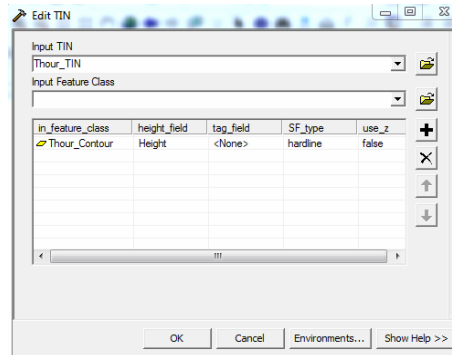 Edit TIN
Input TIN
Thour_TIN
Input Feature Class
in_feature_class height_field tag_field SF_type use_z
Thour_Contour Height <None> hardline false
OK Cancel Environments... Show Help >>